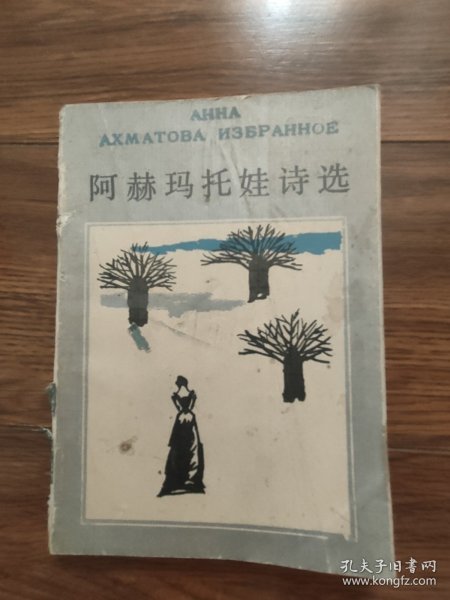 АННА
АХМАТОВА ИЗБРАННОЕ
阿赫玛托娃诗选
孔夫子旧书网
www.kongfz.com